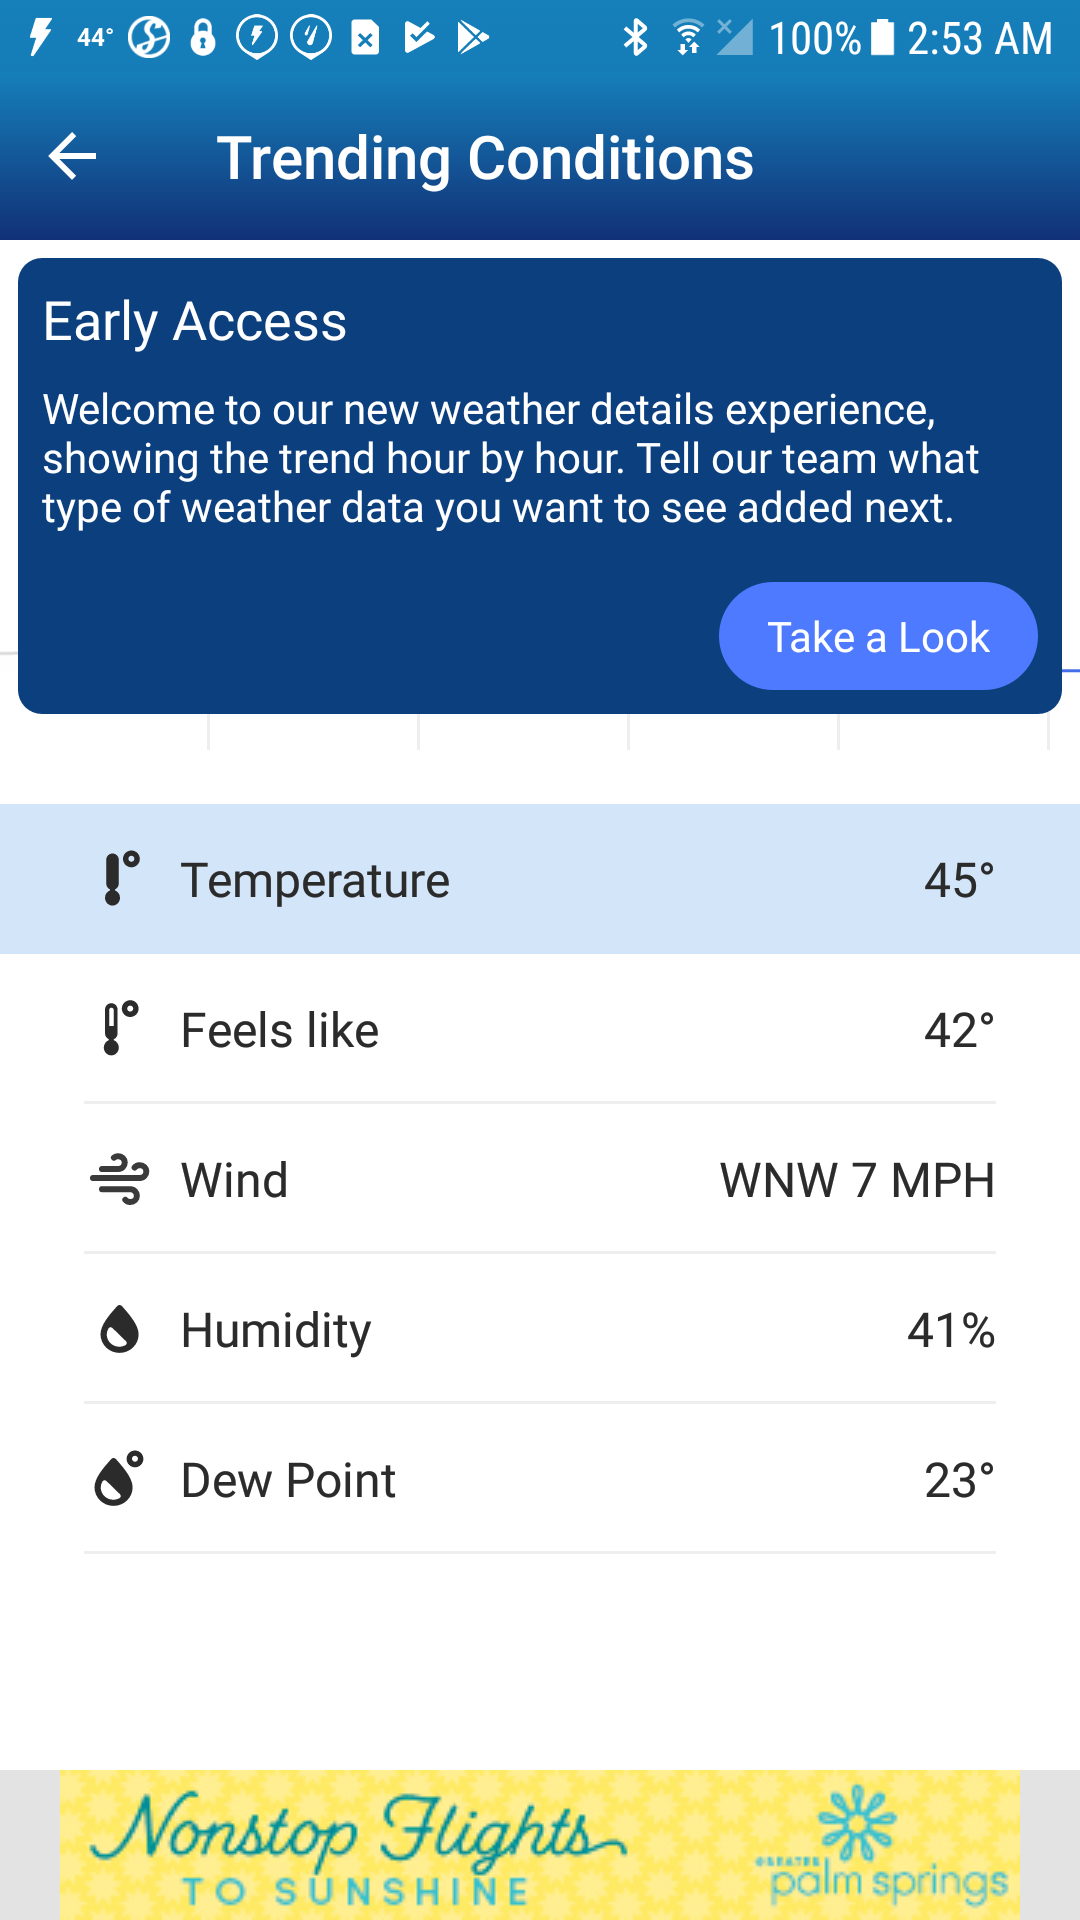 44° 100% 2:53 AM
Trending Conditions
Early Access
Welcome to our new weather details experience,
showing the trend hour by hour. Tell our team what
type of weather data you want to see added next.
Take a Look
Temperature 45°
Feels like 42°
Wind WNW 7 MPH
Humidity 41%
Dew Point 23°
Nonstop Flights
TO SUNSHINE
GREATER
palm springs